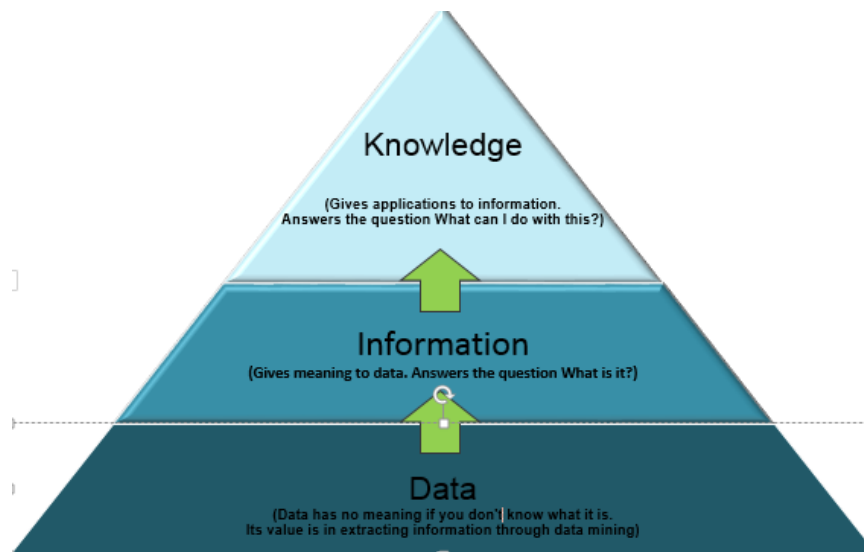 Knowledge
(Gives applications to information.
Answers the question What can I do with this?)
Information
(Gives meaning to data. Answers the question What is it?)
Data
(Data has no meaning if you don't know what it is.
Its value is in extracting information through data mining)